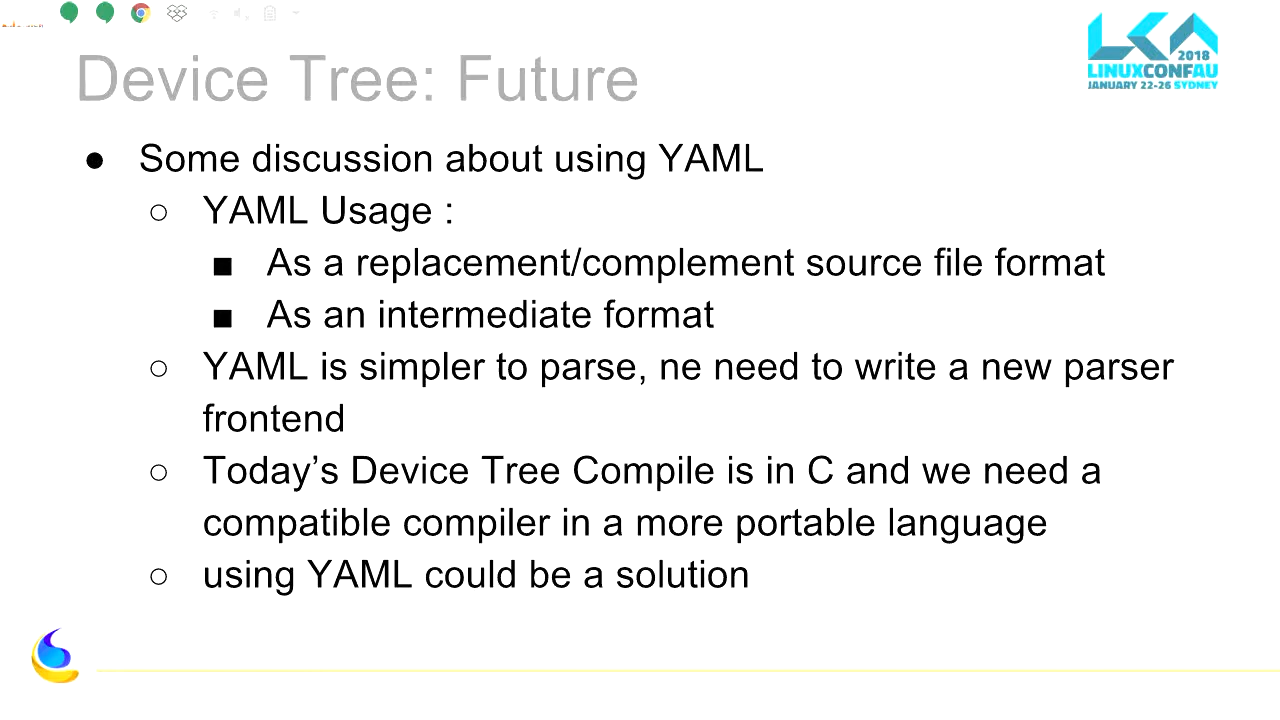 Device Tree: Future
2018
LINUXCONFAU
JANUARY 22-26 SYDNEY
● Some discussion about using YAML
○ YAML Usage :
■ As a replacement/complement source file format
■ As an intermediate format
○ YAML is simpler to parse, ne need to write a new parser
frontend
○ Today's Device Tree Compile is in C and we need a
compatible compiler in a more portable language
○ using YAML could be a solution